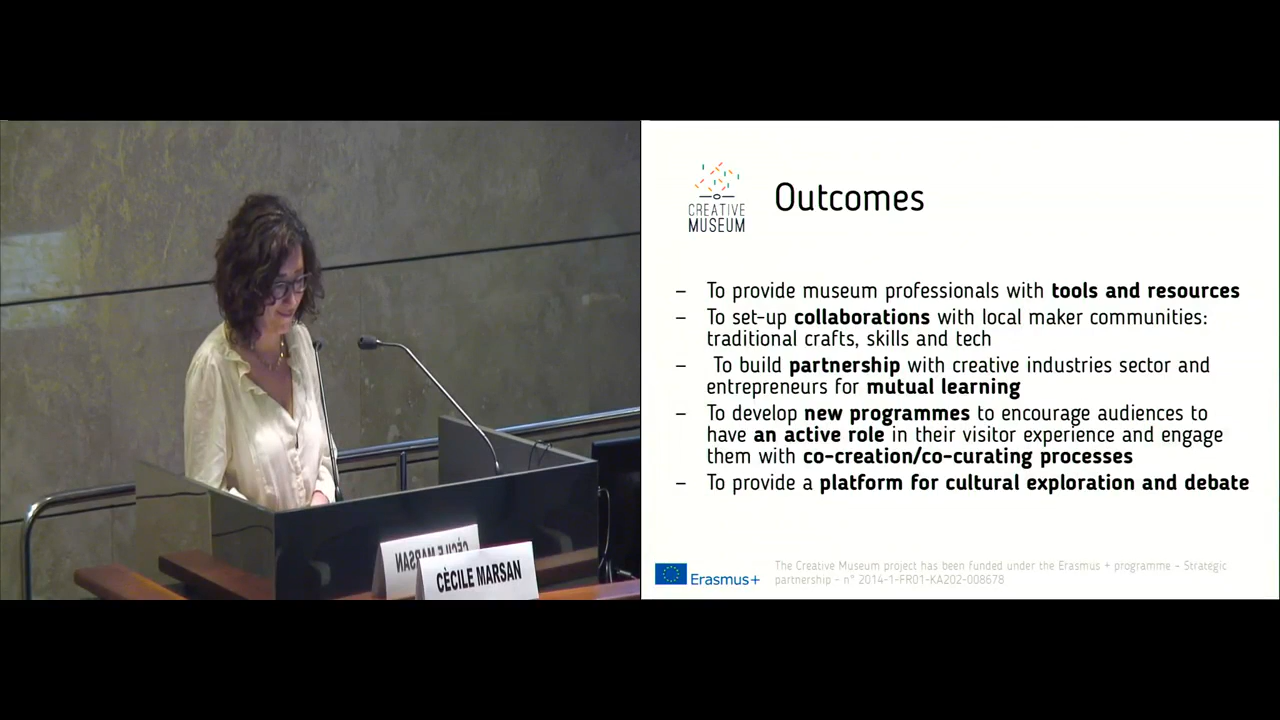 CÈCILE MARSAN
CREATIVE
MUSEUM
Outcomes
– To provide museum professionals with tools and resources
– To set-up collaborations with local maker communities:
traditional crafts, skills and tech
– To build partnership with creative industries sector and
entrepreneurs for mutual learning
– To develop new programmes to encourage audiences to
have an active role in their visitor experience and engage
them with co-creation/co-curating processes
– To provide a platform for cultural exploration and debate
Erasmus+
The Creative Museum project has been funded under the Erasmus + programme – Strategic
partnership – n° 2014-1-FR01-KA202-008678